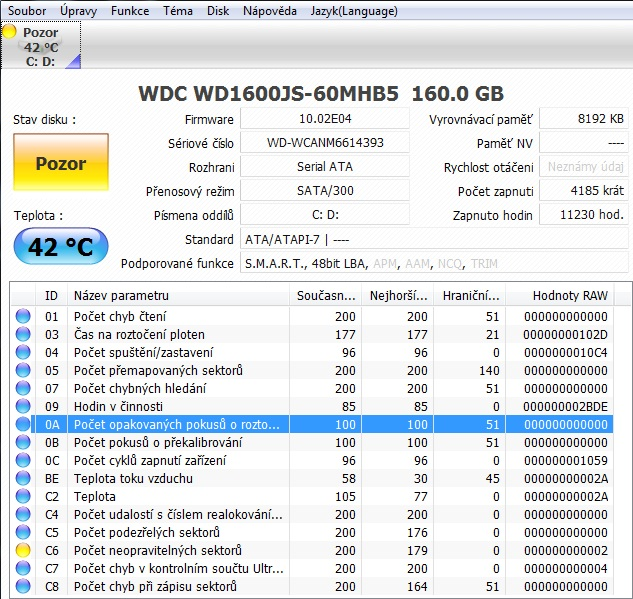 Soubor Úpravy Funkce Téma Disk Nápověda Jazyk(Language)
Pozor
42 °C
C: D:
WDC WD1600JS-60MHB5 160.0 GB
Stav disku :
Pozor
Teplota :
42 °C
Firmware 10.02E04 Vyrovnávací paměť 8192 KB
Sériové číslo WD-WCANM6614393 Paměť NV ----
Rozhrani Serial ATA Rychlost otáčení Neznámy údaj
Přenosový režim SATA/300 Počet zapnutí 4185 krát
Písmena oddílů C: D: Zapnuto hodin 11230 hod.
Standard ATA/ATAPI-7 | ----
Podporované funkce S.M.A.R.T., 48bit LBA, APM, AAM, NCQ, TRIM
ID Název parametru Současn... Nejhorší... Hraniční... Hodnoty RAW
01 Počet chyb čtení 200 200 51 000000000000
03 Čas na roztočení ploten 177 177 21 00000000102D
04 Počet spuštění/zastavení 96 96 0 0000000010C4
05 Počet přemapovaných sektorů 200 200 140 000000000000
07 Počet chybných hledání 200 200 51 000000000000
09 Hodin v činnosti 85 85 0 000000002BDE
0A Počet opakovaných pokusů o rozto... 100 100 51 000000000000
0B Počet pokusů o překalibrování 100 100 51 000000000000
0C Počet cyklů zapnutí zařízení 96 96 0 000000001059
BE Teplota toku vzduchu 58 30 45 00000000002A
C2 Teplota 105 77 0 00000000002A
C4 Počet udalostí s číslem realokování... 200 200 0 000000000000
C5 Počet podezřelých sektorů 200 176 0 000000000000
C6 Počet neopravitelných sektorů 200 179 0 000000000002
C7 Počet chyb v kontrolním součtu Ultr... 200 200 0 000000000004
C8 Počet chyb při zápisu sektorů 200 164 51 000000000000